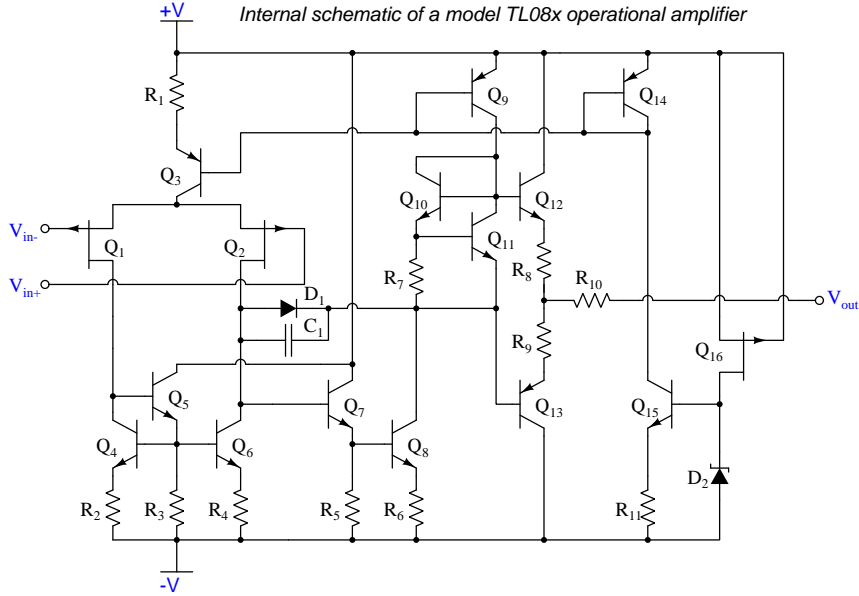 Internal schematic of a model TL08x operational amplifier
+V
R1
Q9
Q14
Q3
Q10
Q12
Vin-
Q1
Q2
Q11
R7
R8
R10
Vin+
D1
Vout
C1
R9
Q16
Q5
Q7
Q13
Q15
Q4
Q6
Q8
D2
R2
R3
R4
R5
R6
R11
-V